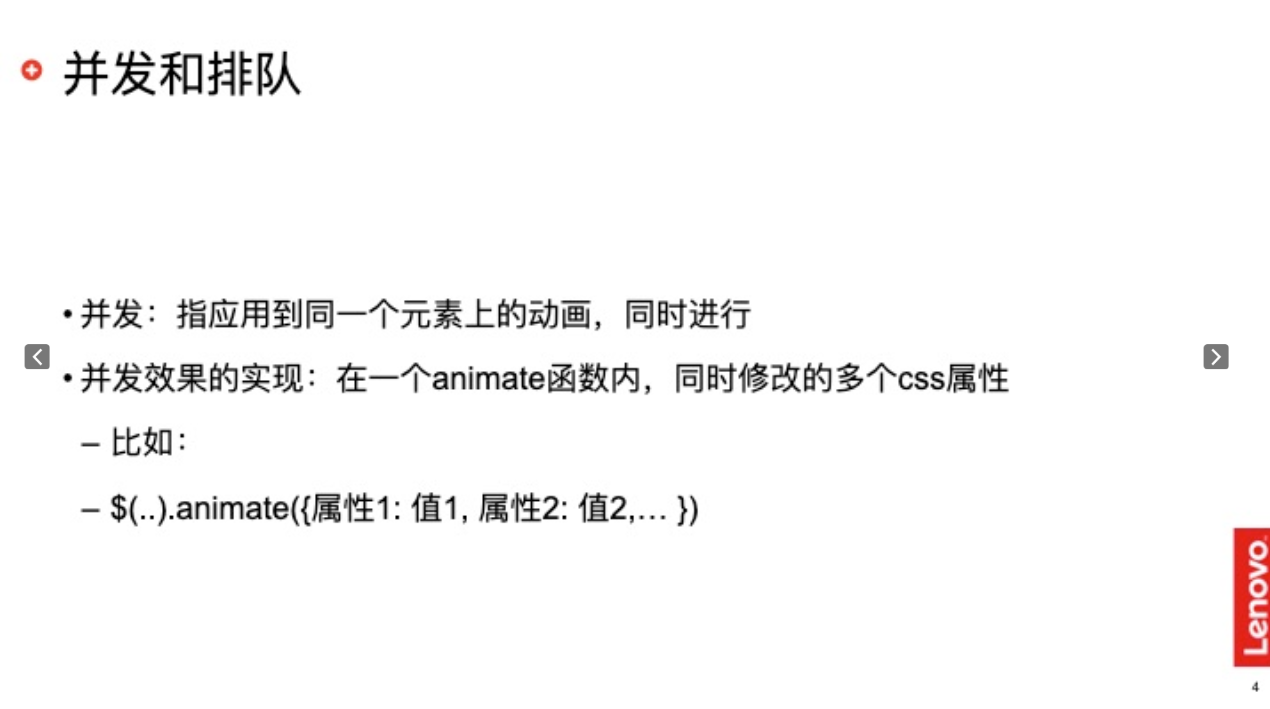 并发和排队
• 并发：指应用到同一个元素上的动画，同时进行
• 并发效果的实现：在一个animate函数内，同时修改的多个css属性
– 比如：
– $(..).animate({属性1: 值1, 属性2: 值2,… })
Lenovo.
4